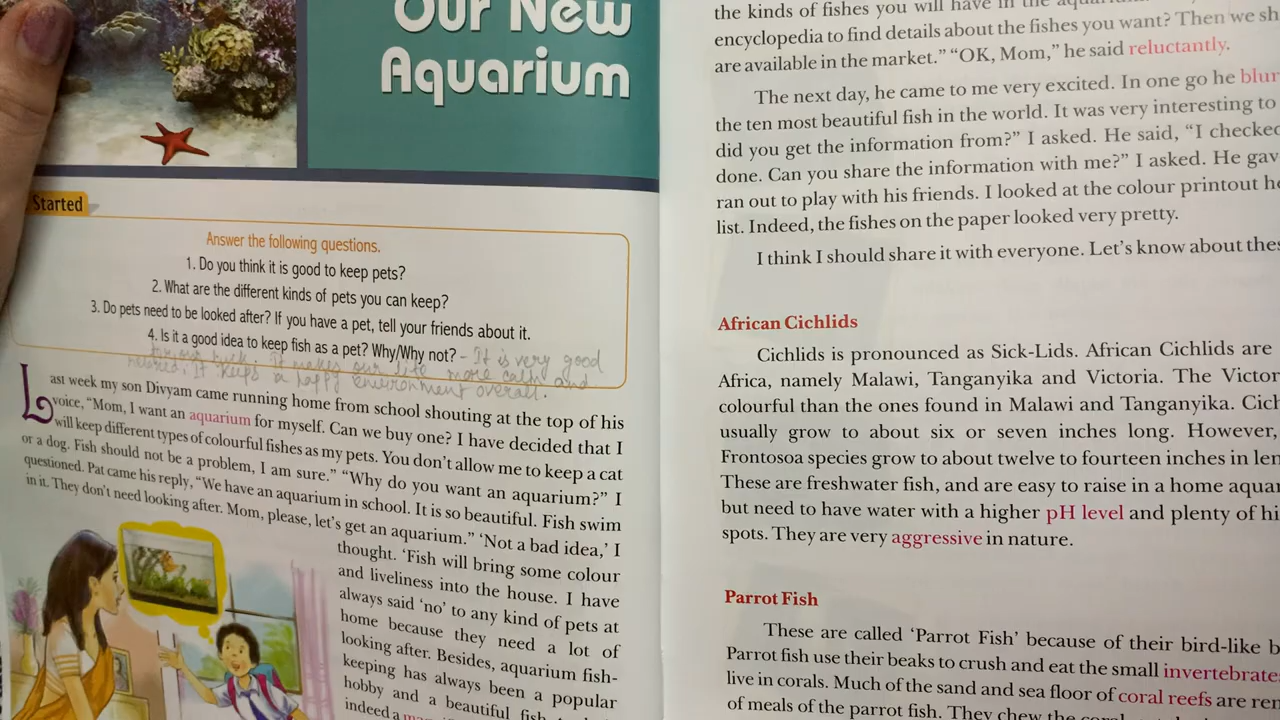 Our New
Aquarium
Started
Answer the following questions.
1. Do you think it is good to keep pets?
2. What are the different kinds of pets you can keep?
3. Do pets need to be looked after? If you have a pet, tell your friends about it.
4. Is it a good idea to keep fish as a pet? Why/Why not? - It is very good
for our . It makes our life more calm and
. It keeps a happy environment overall.
Last week my son Divyam came running home from school shouting at the top of his
voice, “Mom, I want an aquarium for myself. Can we buy one? I have decided that I
will keep different types of colourful fishes as my pets. You don’t allow me to keep a cat
or a dog. Fish should not be a problem, I am sure.” “Why do you want an aquarium?” I
questioned. Pat came his reply, “We have an aquarium in school. It is so beautiful. Fish swim
in it. They don’t need looking after. Mom, please, let’s get an aquarium.” ‘Not a bad idea,’ I
thought. ‘Fish will bring some colour
and liveliness into the house. I have
always said ‘no’ to any kind of pets at
home because they need a lot of
looking after. Besides, aquarium fish-
keeping has always been a popular
hobby and a beautiful fish
indeed a
the kinds of fishes you will have in the
encyclopedia to find details about the fishes you want? Then we sh
are available in the market.” “OK, Mom,” he said reluctantly.
The next day, he came to me very excited. In one go he blur
the ten most beautiful fish in the world. It was very interesting to
did you get the information from?” I asked. He said, “I checked
done. Can you share the information with me?” I asked. He gav
ran out to play with his friends. I looked at the colour printout he
list. Indeed, the fishes on the paper looked very pretty.
I think I should share it with everyone. Let’s know about thes
African Cichlids
Cichlids is pronounced as Sick-Lids. African Cichlids are
Africa, namely Malawi, Tanganyika and Victoria. The Victor
colourful than the ones found in Malawi and Tanganyika. Cich
usually grow to about six or seven inches long. However,
Frontosoa species grow to about twelve to fourteen inches in len
These are freshwater fish, and are easy to raise in a home aquar
but need to have water with a higher pH level and plenty of hi
spots. They are very aggressive in nature.
Parrot Fish
These are called ‘Parrot Fish’ because of their bird-like b
Parrot fish use their beaks to crush and eat the small invertebrates
live in corals. Much of the sand and sea floor of coral reefs are ren
of meals of the parrot fish. They chew the